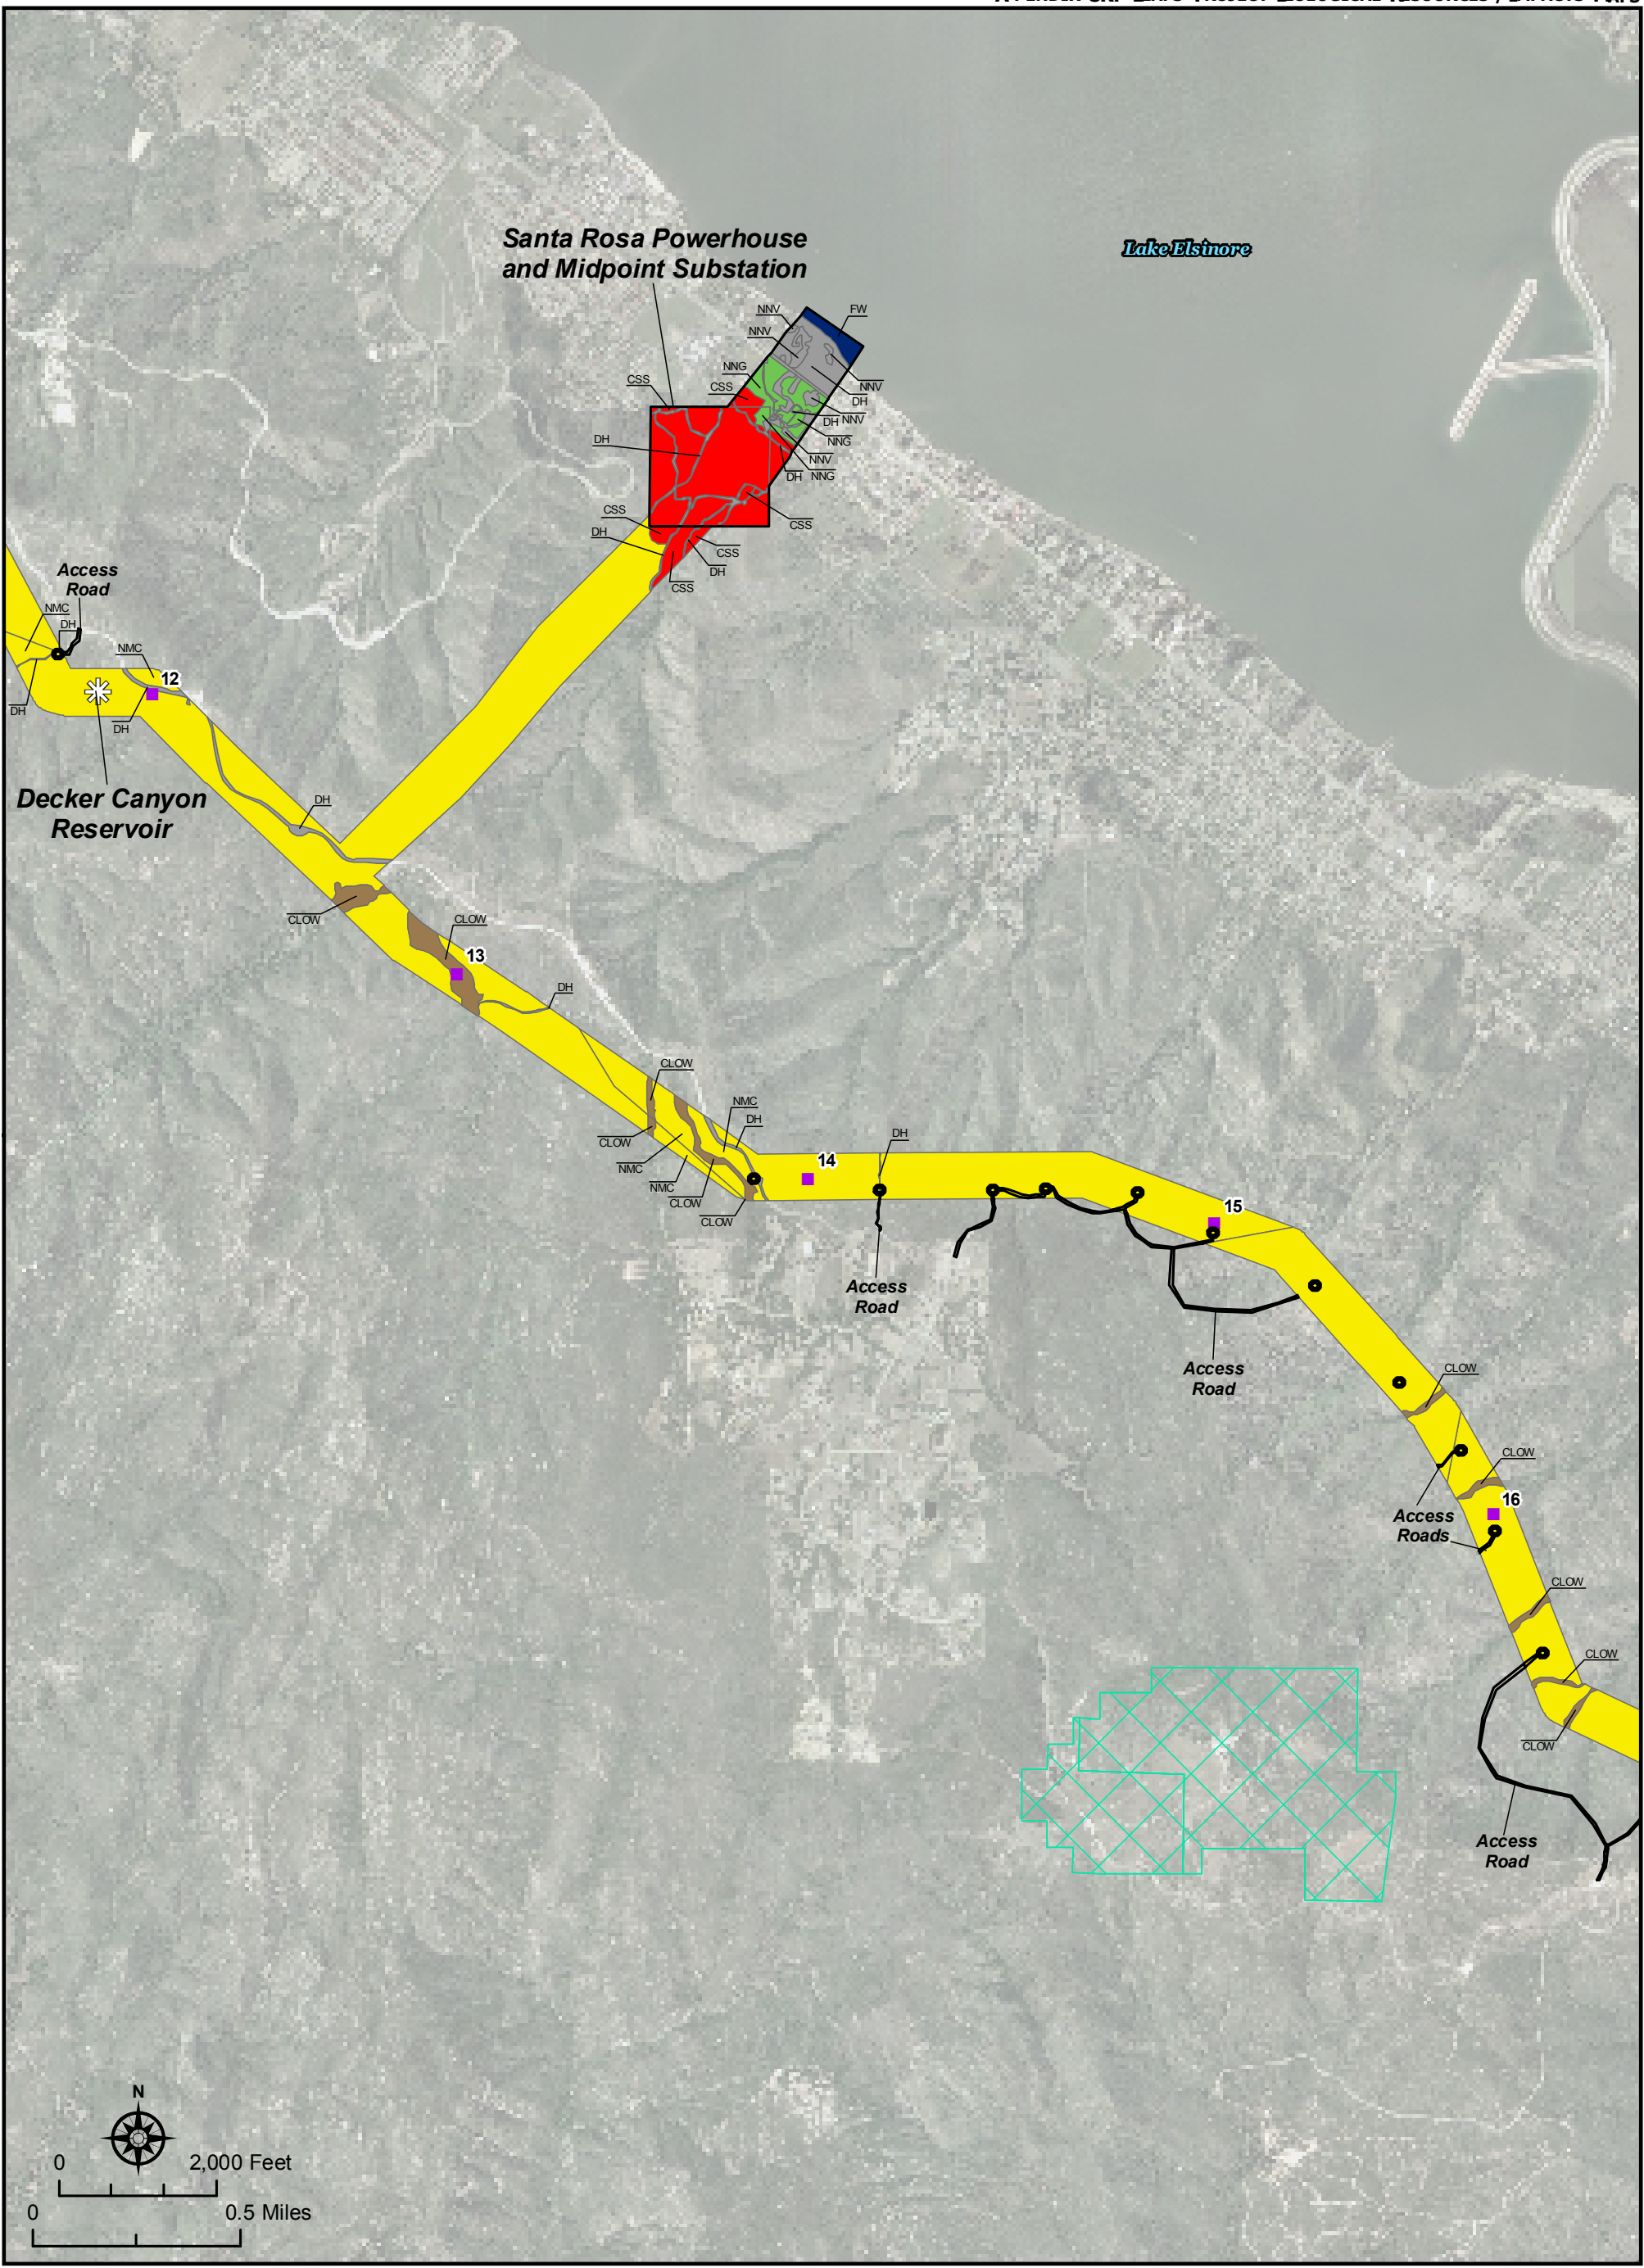 Santa Rosa Powerhouse
and Midpoint Substation
Lake Elsinore
NNV
FW
NNV
NNG
CSS
CSS
NNV
DH
DH NNV
NNG
DH
NNV
DH
NNG
CSS
CSS
DH
CSS
DH
CSS
Access
Road
NMC
DH
NMC
12
DH
DH
Decker Canyon
Reservoir
DH
CLOW
CLOW
13
DH
CLOW
NMC
DH
CLOW
NMC
NMC
CLOW
CLOW
14
DH
15
Access
Road
Access
Road
CLOW
CLOW
16
Access
Roads
CLOW
CLOW
CLOW
Access
Road
N
0 2,000 Feet
0 0.5 Miles